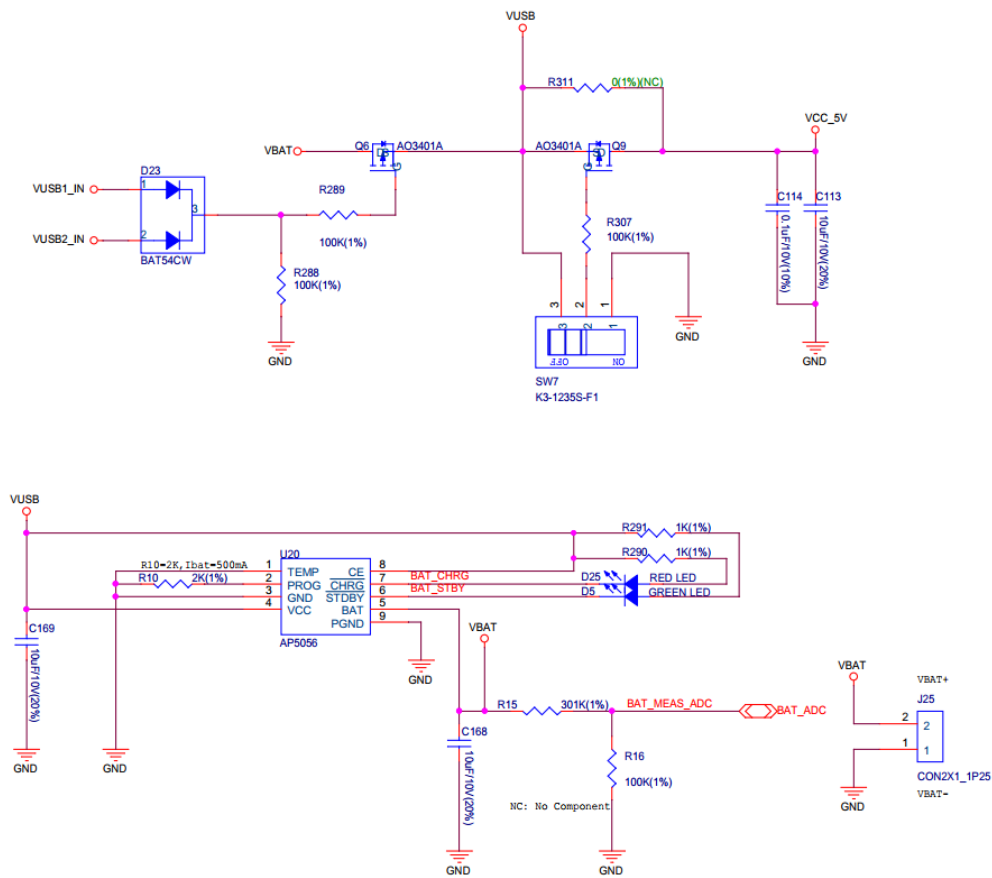 VUSB
R311
0(1%)(NC)
VCC_5V
VBAT
Q6
AO3401A
AO3401A
Q9
D
S
G
S
D
G
D23
VUSB1_IN
1
3
VUSB2_IN
2
BAT54CW
R289
100K(1%)
R288
100K(1%)
GND
R307
100K(1%)
C114
0.1uF/10V(10%)
C113
10uF/10V(20%)
GND
3
2
1
3
2
1
OFF
ON
GND
SW7
K3-1235S-F1
VUSB
R291
1K(1%)
R290
1K(1%)
U20
R10=2K,Ibat=500mA
R10
2K(1%)
1
2
3
4
TEMP
PROG
GND
VCC
CE
CHRG
STDBY
BAT
PGND
8
7
6
5
9
AP5056
BAT_CHRG
BAT_STBY
D25
RED LED
D5
GREEN LED
GND
C169
10uF/10V(20%)
GND
GND
VBAT
R15
301K(1%)
BAT_MEAS_ADC
BAT_ADC
C168
10uF/10V(20%)
R16
100K(1%)
NC: No Component
GND
GND
VBAT
VBAT+
J25
2
2
1
1
CON2X1_1P25
VBAT-
GND